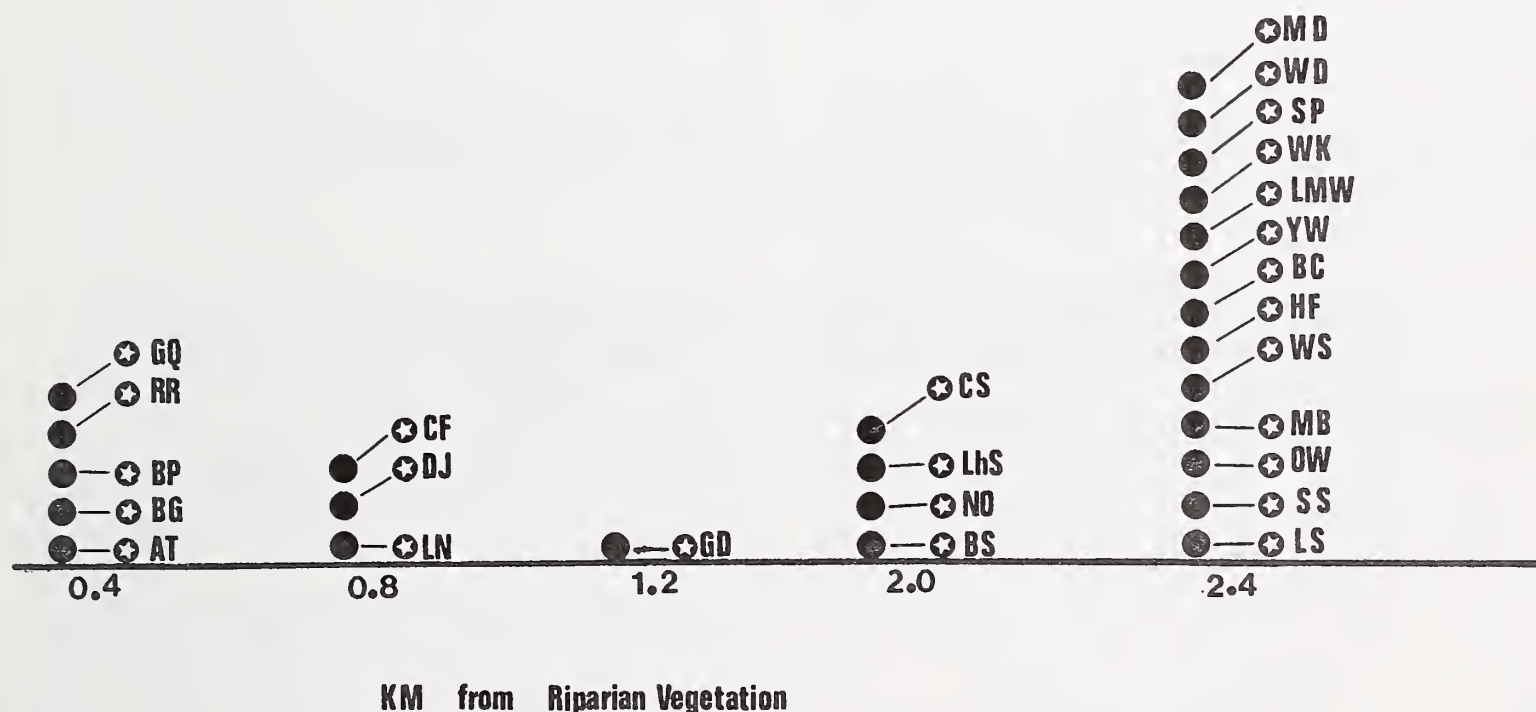 MD
WD
SP
WK
LMW
YW
BC
HF
WS
MB
OW
SS
LS
GQ
RR
BP
BG
AT
CF
DJ
LN
GD
CS
LhS
NO
BS
0.4 0.8 1.2 2.0 2.4
KM from Riparian Vegetation